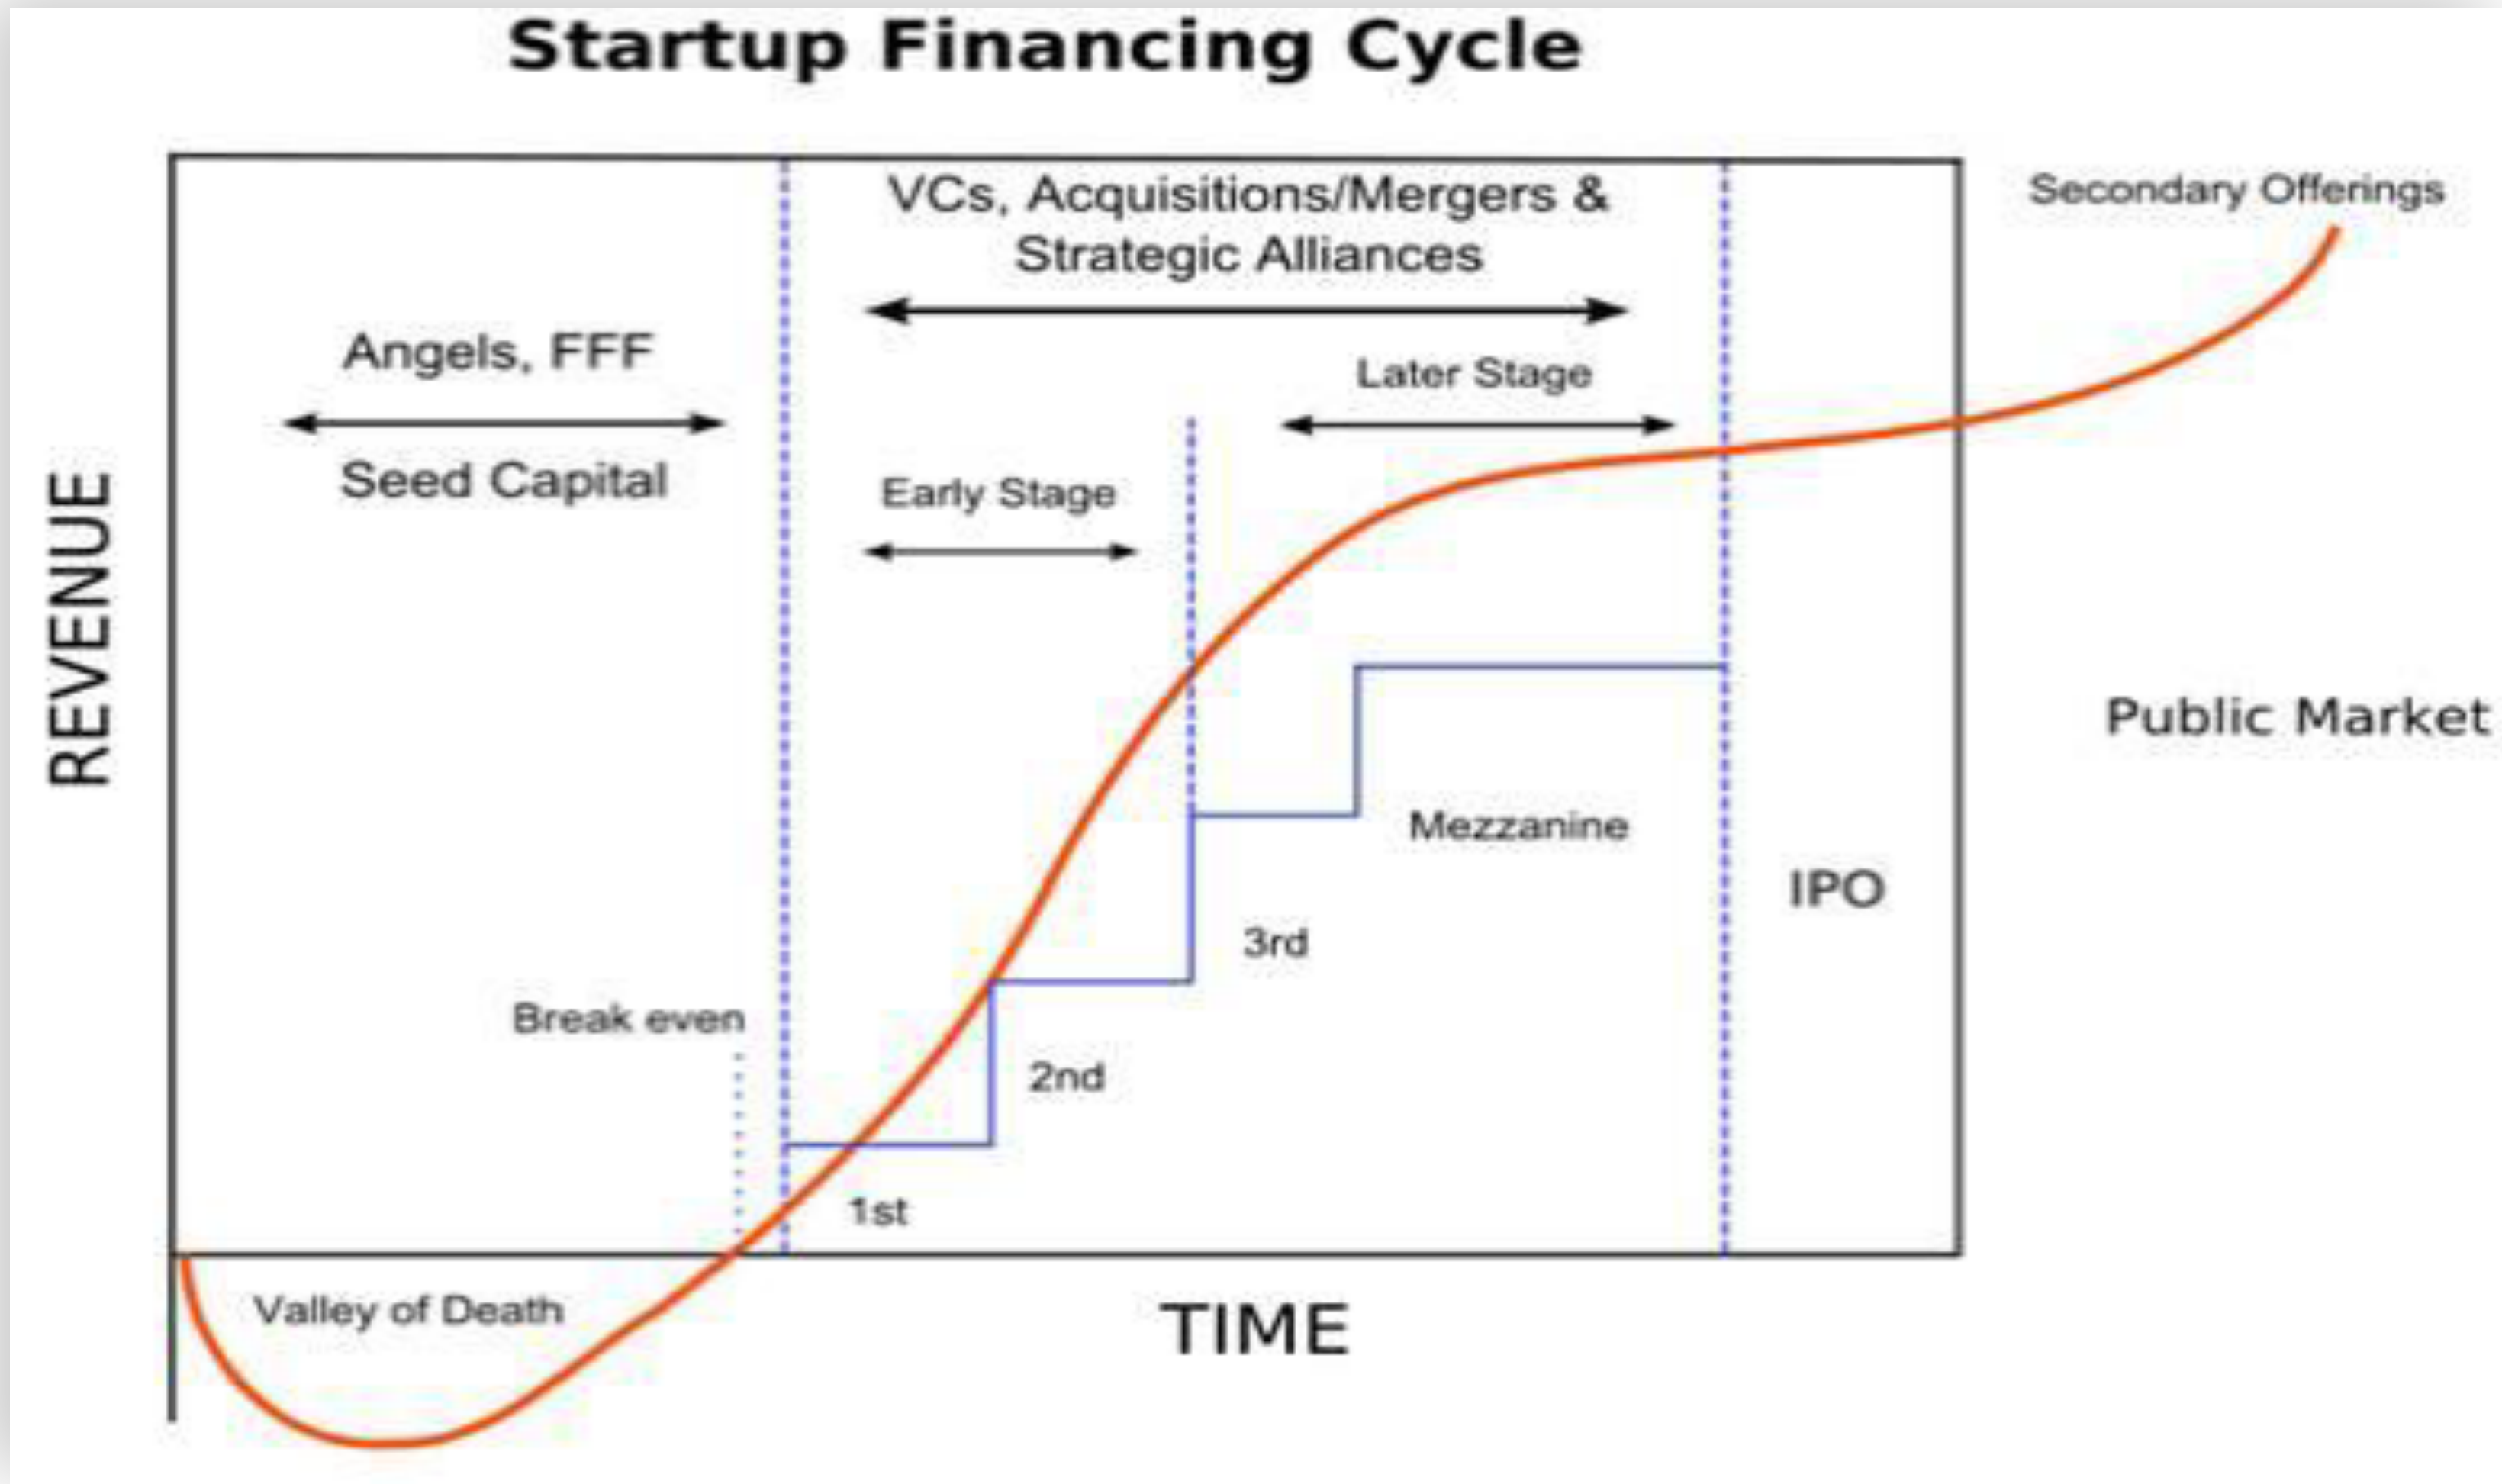 Startup Financing Cycle
VCs, Acquisitions/Mergers &
Strategic Alliances
Secondary Offerings
Angels, FFF
Later Stage
Seed Capital
Early Stage
REVENUE
Public Market
Mezzanine
IPO
3rd
Break even
2nd
1st
Valley of Death
TIME